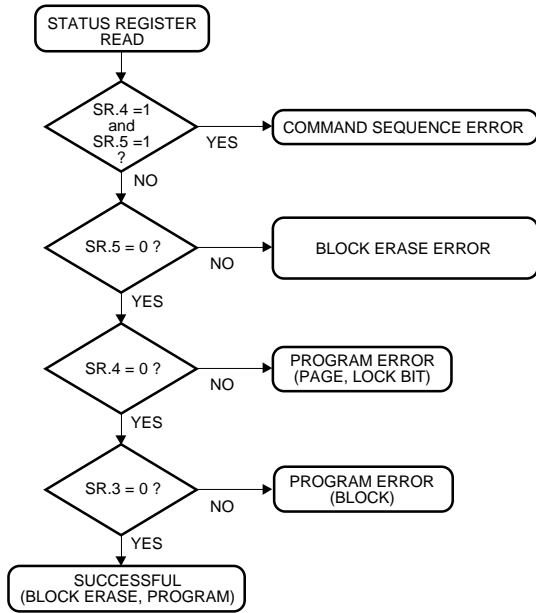 STATUS REGISTER
READ
SR.4 =1
and
SR.5 =1
?
YES
COMMAND SEQUENCE ERROR
NO
SR.5 = 0 ?
NO
BLOCK ERASE ERROR
YES
SR.4 = 0 ?
NO
PROGRAM ERROR
(PAGE, LOCK BIT)
YES
SR.3 = 0 ?
NO
PROGRAM ERROR
(BLOCK)
YES
SUCCESSFUL
(BLOCK ERASE, PROGRAM)